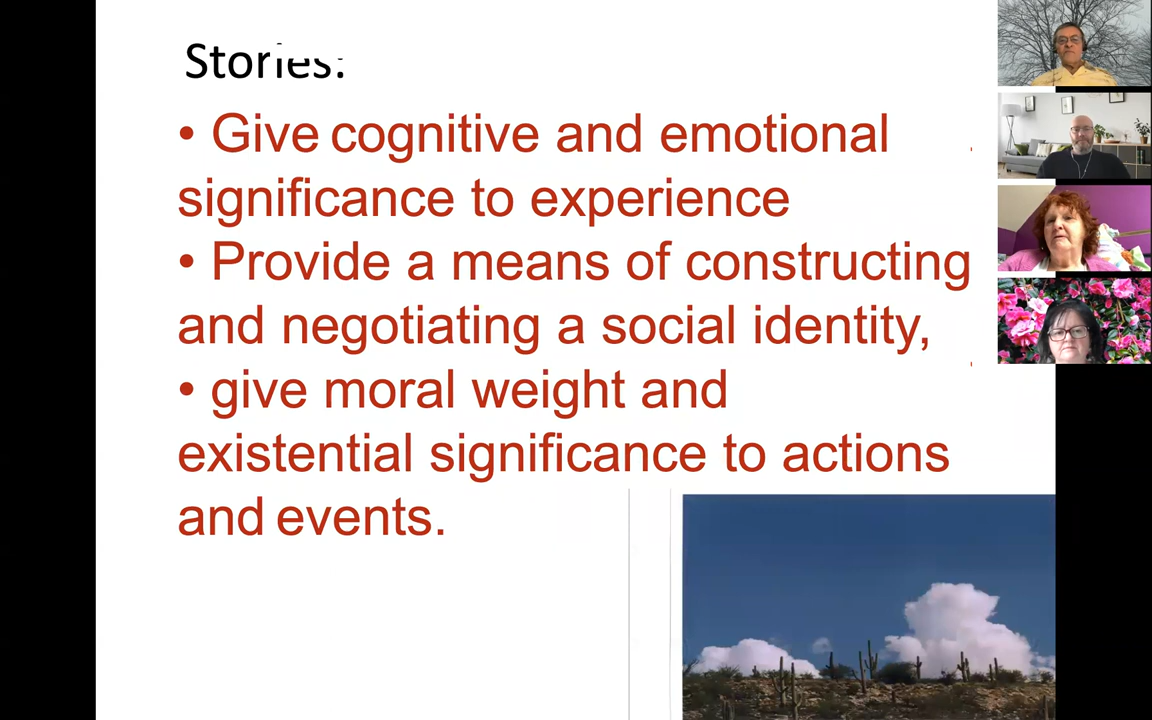 Stories:
• Give cognitive and emotional
significance to experience
• Provide a means of constructing
and negotiating a social identity,
• give moral weight and
existential significance to actions
and events.